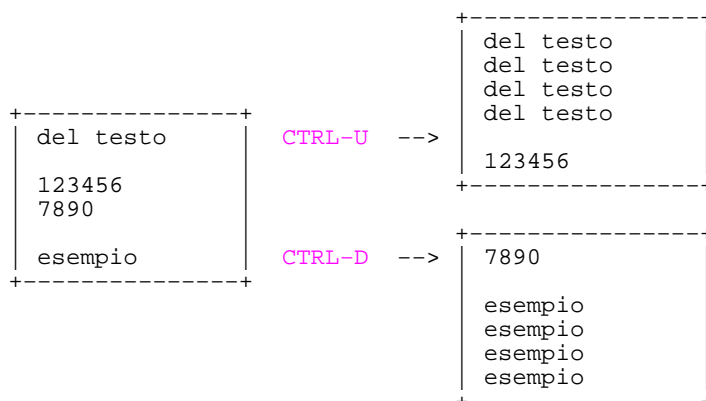 del testo
del testo
del testo
del testo
123456
del testo
123456
7890
esempio
CTRL-U -->
CTRL-D -->
7890
esempio
esempio
esempio
esempio